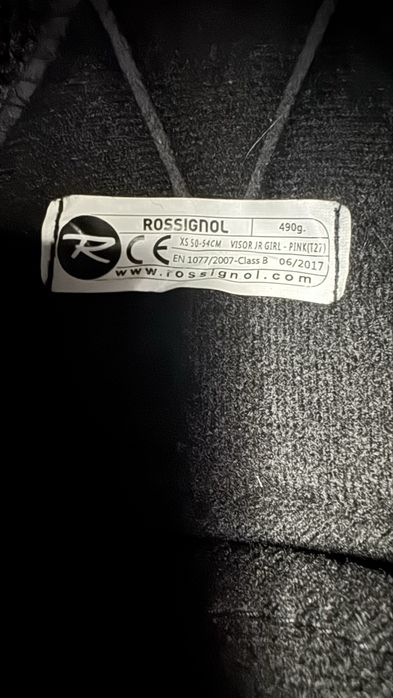 ROSSIGNOL 490g.
R CE XS 50-54CM VISOR JR GIRL - PINK(T27)
EN 1077/2007-Class B 06/2017
www.rossignol.com